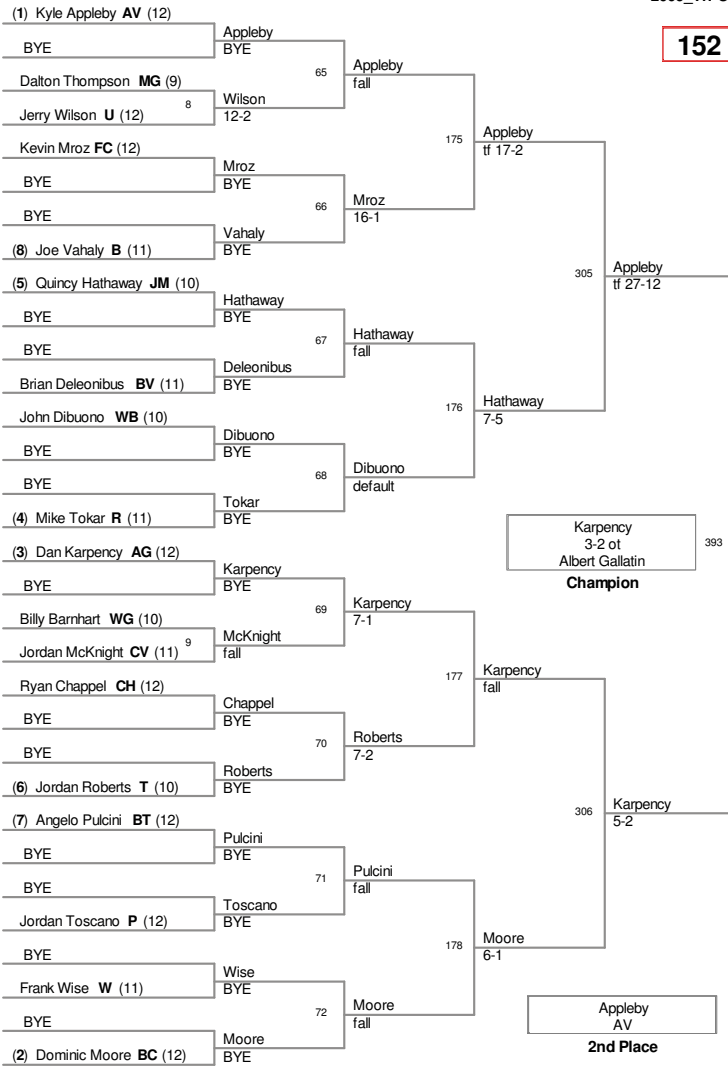 (1) Kyle Appleby AV (12)
BYE
Dalton Thompson MG (9)
8
Jerry Wilson U (12)
Kevin Mroz FC (12)
BYE
BYE
(8) Joe Vahaly B (11)
(5) Quincy Hathaway JM (10)
BYE
BYE
Brian Deleonibus BV (11)
John Dibuono WB (10)
BYE
BYE
(4) Mike Tokar R (11)
(3) Dan Karpency AG (12)
BYE
Billy Barnhart WG (10)
9
Jordan McKnight CV (11)
Ryan Chappel CH (12)
BYE
BYE
(6) Jordan Roberts T (10)
(7) Angelo Pulcini BT (12)
BYE
BYE
Jordan Toscano P (12)
BYE
Frank Wise W (11)
BYE
(2) Dominic Moore BC (12)
Appleby
BYE
65
Wilson
12-2
Mroz
BYE
66
Vahaly
BYE
Hathaway
BYE
67
Deleonibus
BYE
Dibuono
BYE
68
Tokar
BYE
Karpency
BYE
69
McKnight
fall
Chappel
BYE
70
Roberts
BYE
Pulcini
BYE
71
Toscano
BYE
Wise
BYE
72
Moore
BYE
Appleby
fall
175
Mroz
16-1
Hathaway
fall
176
Dibuono
default
Karpency
7-1
177
Roberts
7-2
Pulcini
fall
178
Moore
fall
Appleby
tf 17-2
305
Hathaway
7-5
Karpency
fall
306
Moore
6-1
Appleby
tf 27-12
Karpency
5-2
152
Karpency
3-2 ot
Albert Gallatin
393
Champion
Appleby
AV
2nd Place